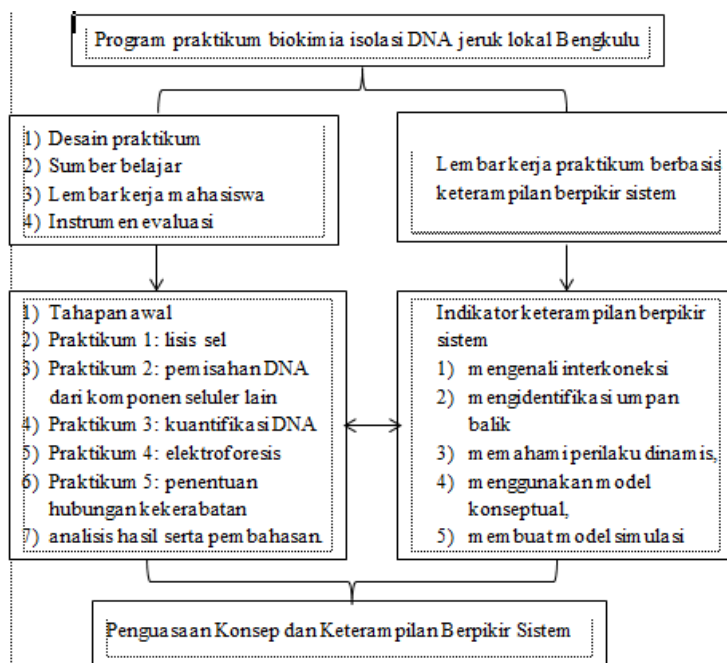 Program praktikum biokimia isolasi DNA jeruk lokal Bengkulu
1) Desain praktikum
2) Sumber belajar
3) Lembar kerja mahasiswa
4) Instrumen evaluasi
Lembar kerja praktikum berbasis
keterampilan berpikir sistem
1) Tahapan awal
2) Praktikum 1: lisis sel
3) Praktikum 2: pemisahan DNA
dari komponen seluler lain
4) Praktikum 3: kuantifikasi DNA
5) Praktikum 4: elektroforesis
6) Praktikum 5: penentuan
hubungan kekerabatan
7) analisis hasil serta pembahasan.
Indikator keterampilan berpikir
sistem
1) mengenali interkoneksi
2) mengidentifikasi umpan
balik
3) memahami perilaku dinamis,
4) menggunakan model
konseptual,
5) membuat model simulasi
Penguasaan Konsep dan Keterampilan Berpikir Sistem